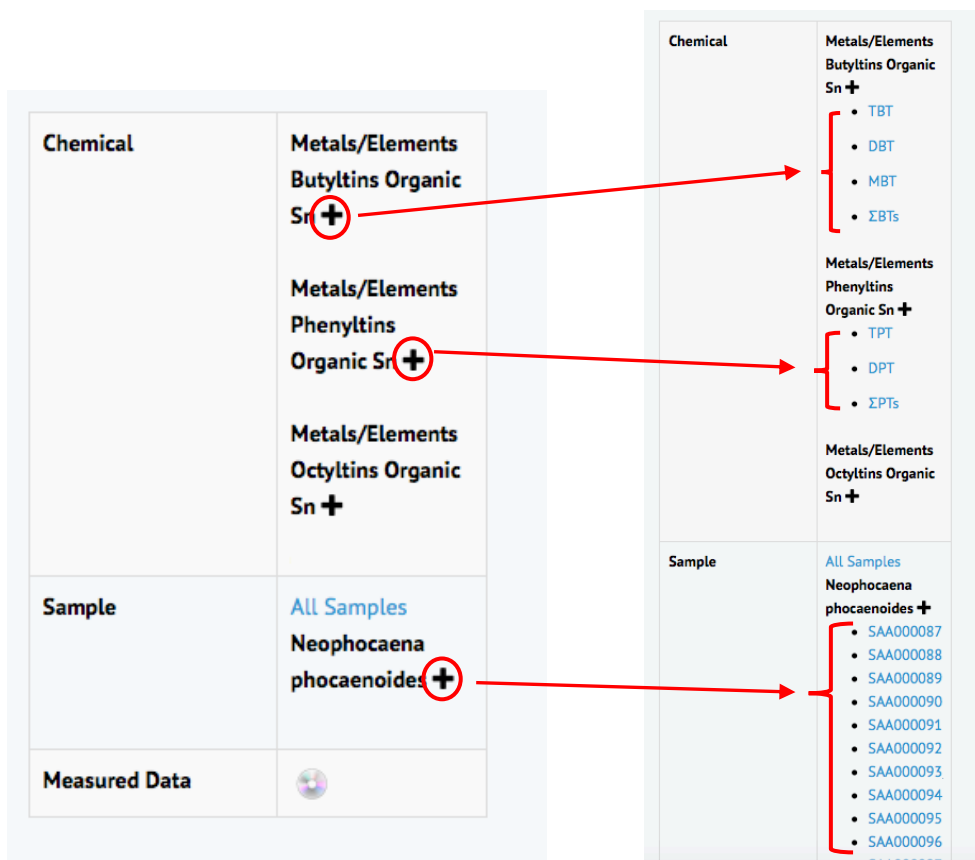 Chemical
Metals/Elements
Butyltins Organic
Sn +
Metals/Elements
Phenyltins
Organic Sn +
Metals/Elements
Octyltins Organic
Sn +
Sample
All Samples
Neophocaena
phocaenoides +
Measured Data
Chemical
Metals/Elements
Butyltins Organic
Sn +
• TBT
• DBT
• MBT
• ΣBTs
Metals/Elements
Phenyltins
Organic Sn +
• TPT
• DPT
• ΣPTs
Metals/Elements
Octyltins Organic
Sn +
Sample
All Samples
Neophocaena
phocaenoides +
• SAA000087
• SAA000088
• SAA000089
• SAA000090
• SAA000091
• SAA000092
• SAA000093
• SAA000094
• SAA000095
• SAA000096